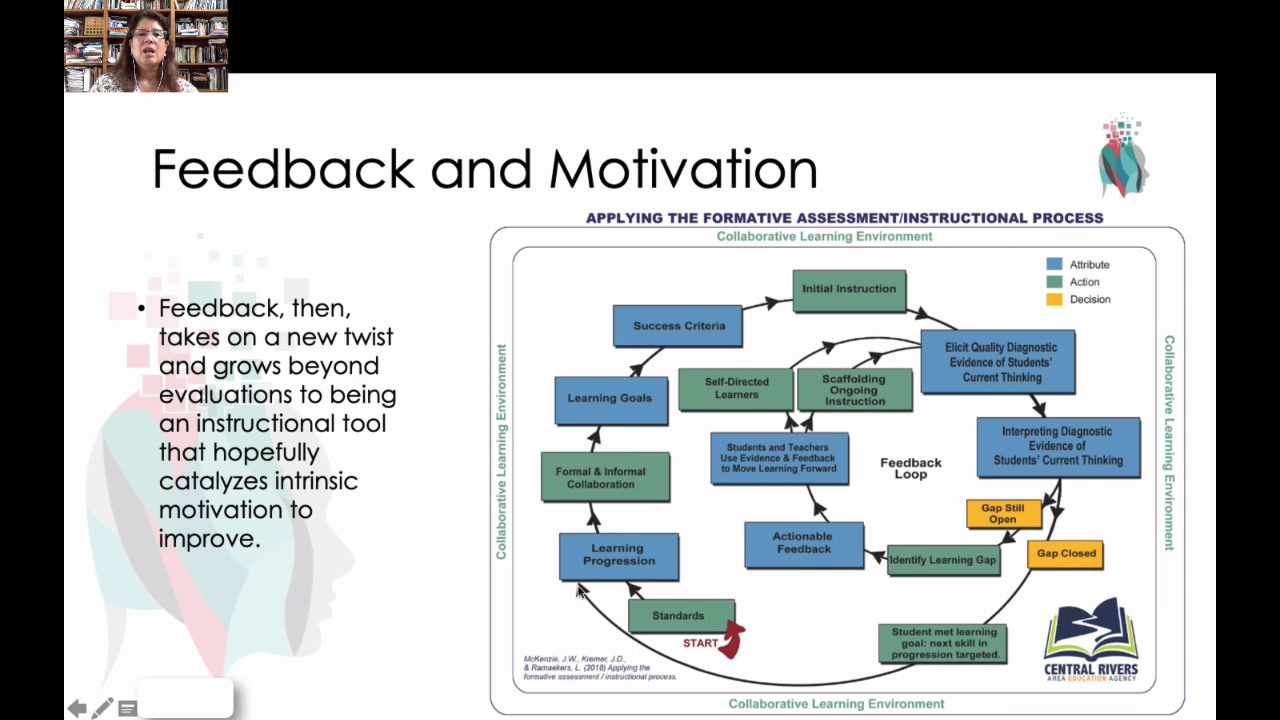 Feedback and Motivation
• Feedback, then,
takes on a new twist
and grows beyond
evaluations to being
an instructional tool
that hopefully
catalyzes intrinsic
motivation to
improve.
APPLYING THE FORMATIVE ASSESSMENT/INSTRUCTIONAL PROCESS
Collaborative Learning Environment
Attribute
Action
Decision
Initial Instruction
Success Criteria
Elicit Quality Diagnostic
Evidence of Students'
Current Thinking
Self-Directed
Learners
Scaffolding
Ongoing
Instruction
Learning Goals
Interpreting Diagnostic
Evidence of
Students' Current Thinking
Students and Teachers
Use Evidence & Feedback
to Move Learning Forward
Feedback
Loop
Formal & Informal
Collaboration
Gap Still
Open
Gap Closed
Identify Learning Gap
Actionable
Feedback
Learning
Progression
Standards
START
Student met learning
goal: next skill in
progression targeted.
McKenzie, J.W., Kremer, J.D.,
& Ramaekers, L. (2018) Applying the
formative assessment / instructional process.
CENTRAL RIVERS
AREA EDUCATION AGENCY
Collaborative Learning Environment
Collaborative Learning Environment
Collaborative Learning Environment